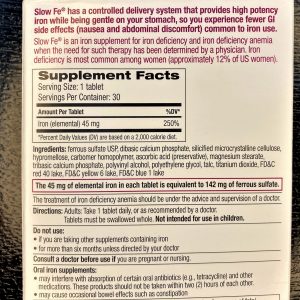 Slow Fe® has a controlled delivery system that provides high potency
iron while being gentle on your stomach, so you experience fewer GI
side effects (nausea and abdominal discomfort) common to iron use.
Slow Fe® is an iron supplement for iron deficiency and iron deficiency anemia
when the need for such therapy has been determined by a physician. Iron
deficiency is most common among women (approximately 12% of US women).
Supplement Facts
Serving Size: 1 tablet
Servings Per Container: 30
Amount Per Tablet %DV*
Iron (elemental) 45 mg 250%
*Percent Daily Values (DV) are based on a 2,000 calorie diet.
Ingredients: ferrous sulfate USP, dibasic calcium phosphate, silicified microcrystalline cellulose,
hypromellose, carbomer homopolymer, ascorbic acid (preservative), magnesium stearate,
tribasic calcium phosphate, polyvinyl alcohol, polyethylene glycol, talc, titanium dioxide, FD&C
red 40 lake, FD&C yellow 6 lake, FD&C blue 1 lake
The 45 mg of elemental iron in each tablet is equivalent to 142 mg of ferrous sulfate.
The treatment of iron deficiency anemia should be under the advice and supervision of a doctor.
Directions: Adults: Take 1 tablet daily, or as recommended by a doctor.
Tablets must be swallowed whole. Not intended for use in children.
Do not use:
• if you are taking other supplements containing iron
• for more than six months unless directed by your doctor
Consult a doctor before use if you are pregnant or nursing.
Oral iron supplements:
• may interfere with absorption of certain oral antibiotics (e.g., tetracycline) and other
medications. These products should not be taken within two (2) hours of each other.
• may cause occasional bowel effects such as constipation